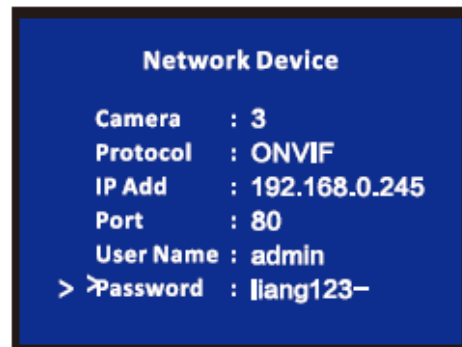 Network Device
Camera : 3
Protocol : ONVIF
IP Add : 192.168.0.245
Port : 80
User Name : admin
> >Password : liang123-